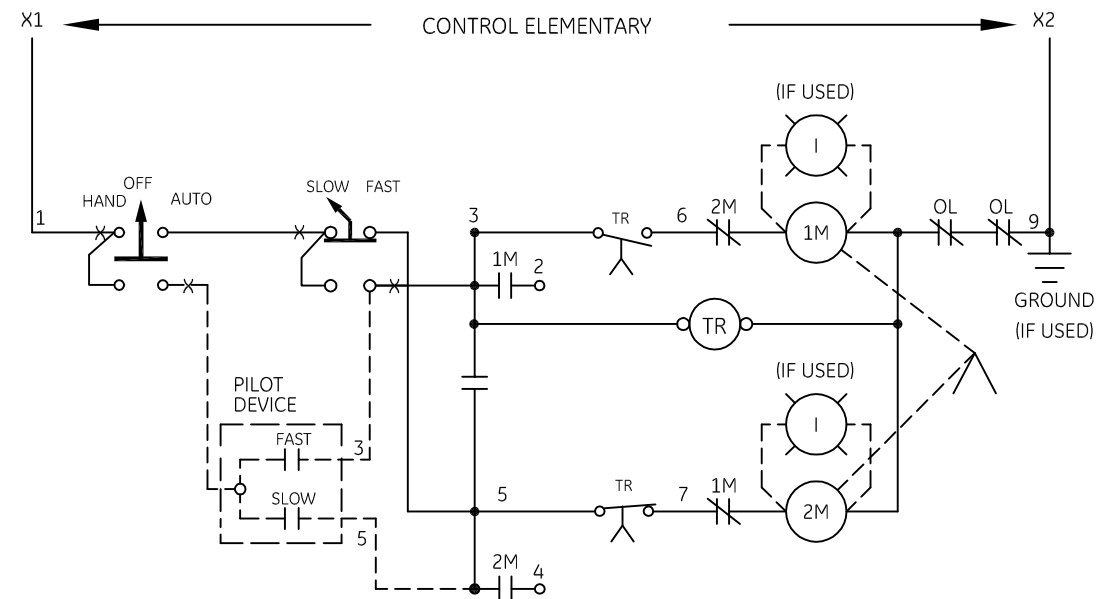 X1
CONTROL ELEMENTARY
X2
(IF USED)
I
OFF
HAND
AUTO
SLOW FAST
1
3
TR
6
2M
1M
OL
OL
9
1M
2
GROUND
(IF USED)
TR
(IF USED)
I
PILOT
DEVICE
FAST
3
SLOW
5
5
TR
7
1M
2M
2M
4